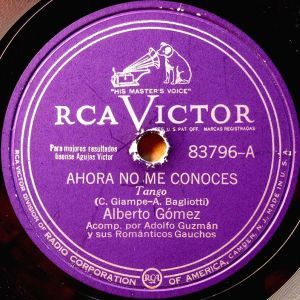 "HIS MASTER'S VOICE"
RCA VICTOR
REG. U.S. PAT. OFF. MARCAS REGISTRADAS
Para mejores resultados
úsense Agujas Victor
83796-A
AHORA NO ME CONOCES
Tango
(C. Giampe-A. Bagliotti)
Alberto Gómez
Acomp. por Adolfo Guzmán
y sus Románticos Gauchos
RCA VICTOR DIVISION OF RADIO CORPORATION OF AMERICA, CAMDEN, N.J. MADE IN U.S.A.
RCA